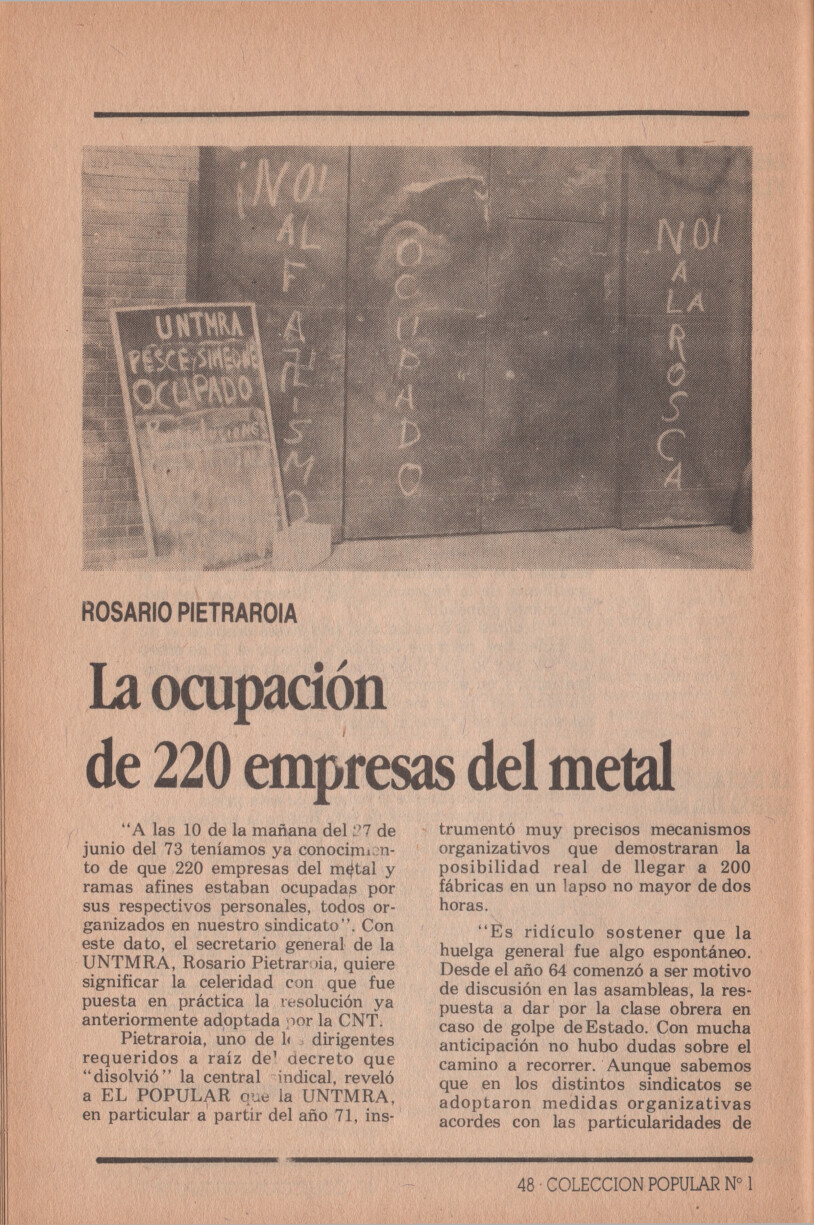 ¡NO!
AL
FAZISMO
OCUPADO
NO!
A LA
ROSCA
UNTMRA
PESCE, SIMEONE
OCUPADO
ROSARIO PIETRAROIA
La ocupación
de 220 empresas del metal
"A las 10 de la mañana del 27 de
junio del 73 teníamos ya conocimien-
to de que 220 empresas del metal y
ramas afines estaban ocupadas por
sus respectivos personales, todos or-
ganizados en nuestro sindicato". Con
este dato, el secretario general de la
UNTMRA, Rosario Pietraroia, quiere
significar la celeridad con que fue
puesta en práctica la resolución ya
anteriormente adoptada por la CNT.
Pietraroia, uno de los dirigentes
requeridos a raíz del decreto que
"disolvió" la central sindical, reveló
a EL POPULAR que la UNTMRA,
en particular a partir del año 71, ins-
trumentó muy precisos mecanismos
organizativos que demostraran la
posibilidad real de llegar a 200
fábricas en un lapso no mayor de dos
horas.
"Es ridículo sostener que la
huelga general fue algo espontáneo.
Desde el año 64 comenzó a ser motivo
de discusión en las asambleas, la res-
puesta a dar por la clase obrera en
caso de golpe de Estado. Con mucha
anticipación no hubo dudas sobre el
camino a recorrer. Aunque sabemos
que en los distintos sindicatos se
adoptaron medidas organizativas
acordes con las particularidades de
48 · COLECCION POPULAR Nº 1